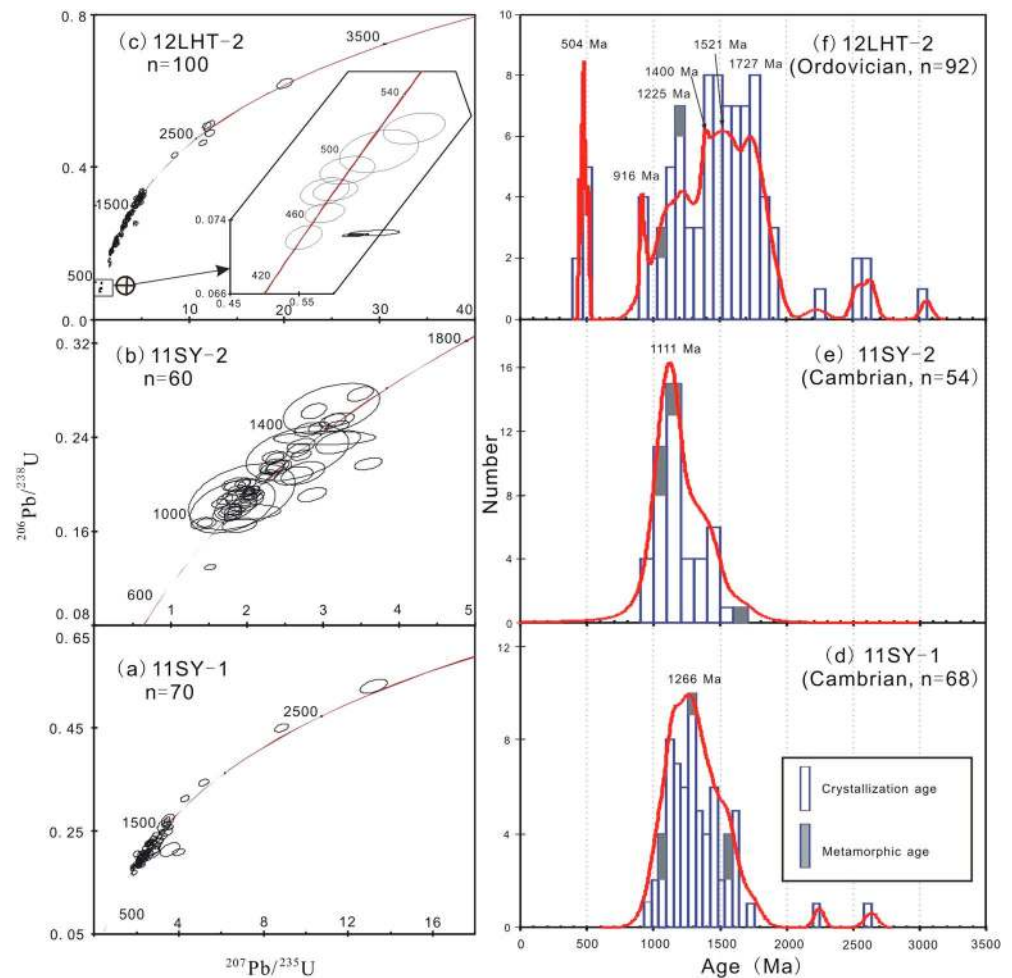 0. 8
(c) 12LHT-2
n=100
3500
2500
540
0. 4
500
1500
0. 074
460
500
420
0. 066
0. 45
0. 55
0. 0
10
20
30
40
0. 32
(b) 11SY-2
n=60
1800
1400
0. 24
1000
0. 16
600
0. 08
1
2
3
4
5
206Pb/238U
0. 65
(a) 11SY-1
n=70
2500
0. 45
1500
0. 25
500
0. 05
4
8
12
16
207Pb/235U
10
504 Ma
1521 Ma
(f) 12LHT-2
1400 Ma
1727 Ma
(Ordovician, n=92)
8
1225 Ma
6
916 Ma
4
2
0
1111 Ma
(e) 11SY-2
(Cambrian, n=54)
16
12
8
4
0
Number
12
(d) 11SY-1
1266 Ma
(Cambrian, n=68)
8
Crystallization age
4
Metamorphic age
0
0
500
1000
1500
2000
2500
3000
3500
Age (Ma)